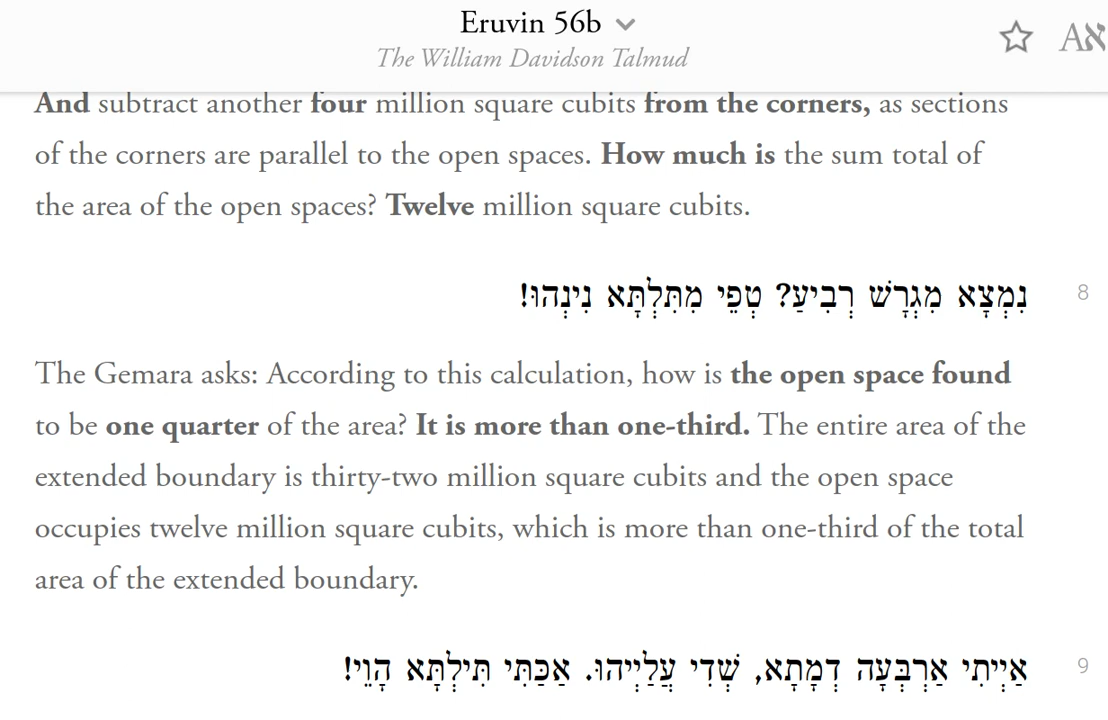 Eruvin 56b
The William Davidson Talmud
Aא
And subtract another four million square cubits from the corners, as sections
of the corners are parallel to the open spaces. How much is the sum total of
the area of the open spaces? Twelve million square cubits.
נִמְצָא מִגְרָשׁ רְבִיעַ? טְפֵי מִתִּלְתָּא נִינְהוּ!
8
The Gemara asks: According to this calculation, how is the open space found
to be one quarter of the area? It is more than one-third. The entire area of the
extended boundary is thirty-two million square cubits and the open space
occupies twelve million square cubits, which is more than one-third of the total
area of the extended boundary.
אַיְיתִי אַרְבְּעָה דְמָתָא, שְׁדִי עֲלַיְיהוּ. אַכַּתִּי תִּילְתָּא הָוֵי!
9